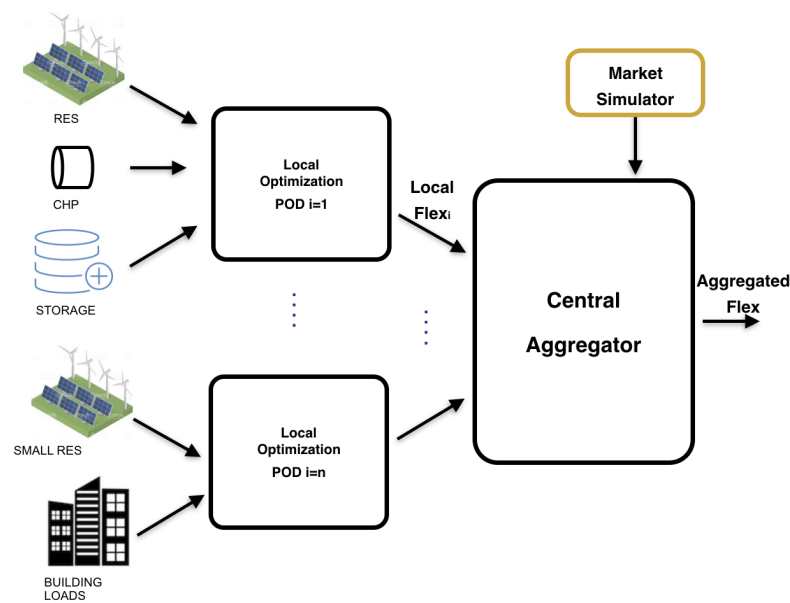 RES
CHP
STORAGE
Local
Optimization
POD i=1
Local
Flexi
Market
Simulator
Central
Aggregator
Aggregated
Flex
SMALL RES
BUILDING
LOADS
Local
Optimization
POD i=n